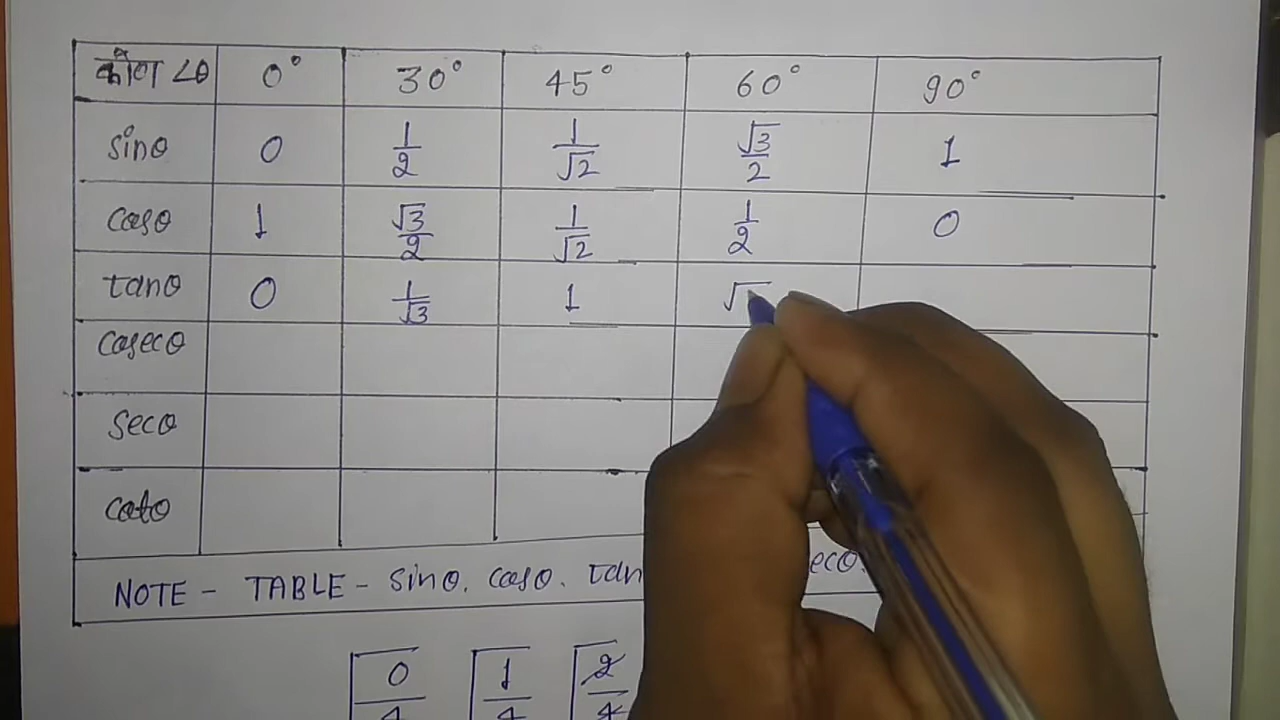 कोण ∠θ 0° 30° 45° 60° 90°
sinθ 0 1/2 1/√2 √3/2 1
cosθ 1 √3/2 1/√2 1/2 0
tanθ 0 1/√3 1 √
cosecθ
secθ
cotθ
NOTE - TABLE - sinθ. cosθ. tan ecθ.
√0/4 √1/4 √2/4